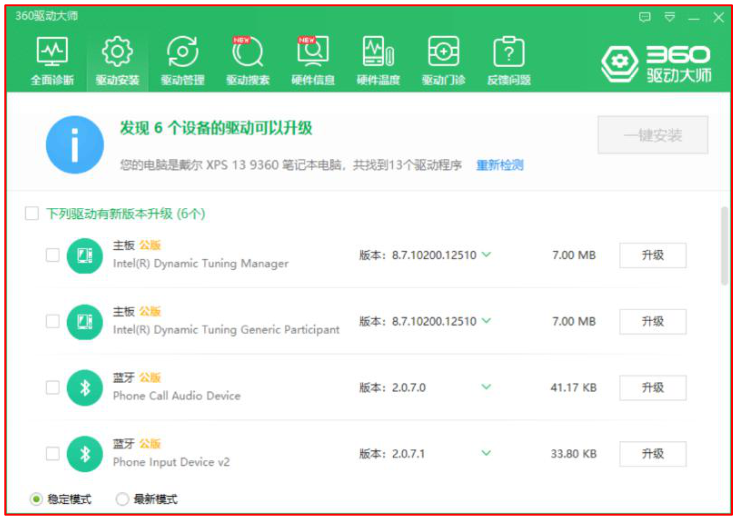 360驱动大师
全面诊断
驱动安装
驱动管理
NEW
驱动搜索
NEW
硬件信息
硬件温度
驱动门诊
反馈问题
360
驱动大师
发现 6 个设备的驱动可以升级
您的电脑是戴尔 XPS 13 9360 笔记本电脑，共找到13个驱动程序 重新检测
一键安装
下列驱动有新版本升级 (6个)
主板 公版
Intel(R) Dynamic Tuning Manager
版本：8.7.10200.12510
7.00 MB
升级
主板 公版
Intel(R) Dynamic Tuning Generic Participant
版本：8.7.10200.12510
7.00 MB
升级
蓝牙 公版
Phone Call Audio Device
版本：2.0.7.0
41.17 KB
升级
蓝牙 公版
Phone Input Device v2
版本：2.0.7.1
33.80 KB
升级
稳定模式 最新模式